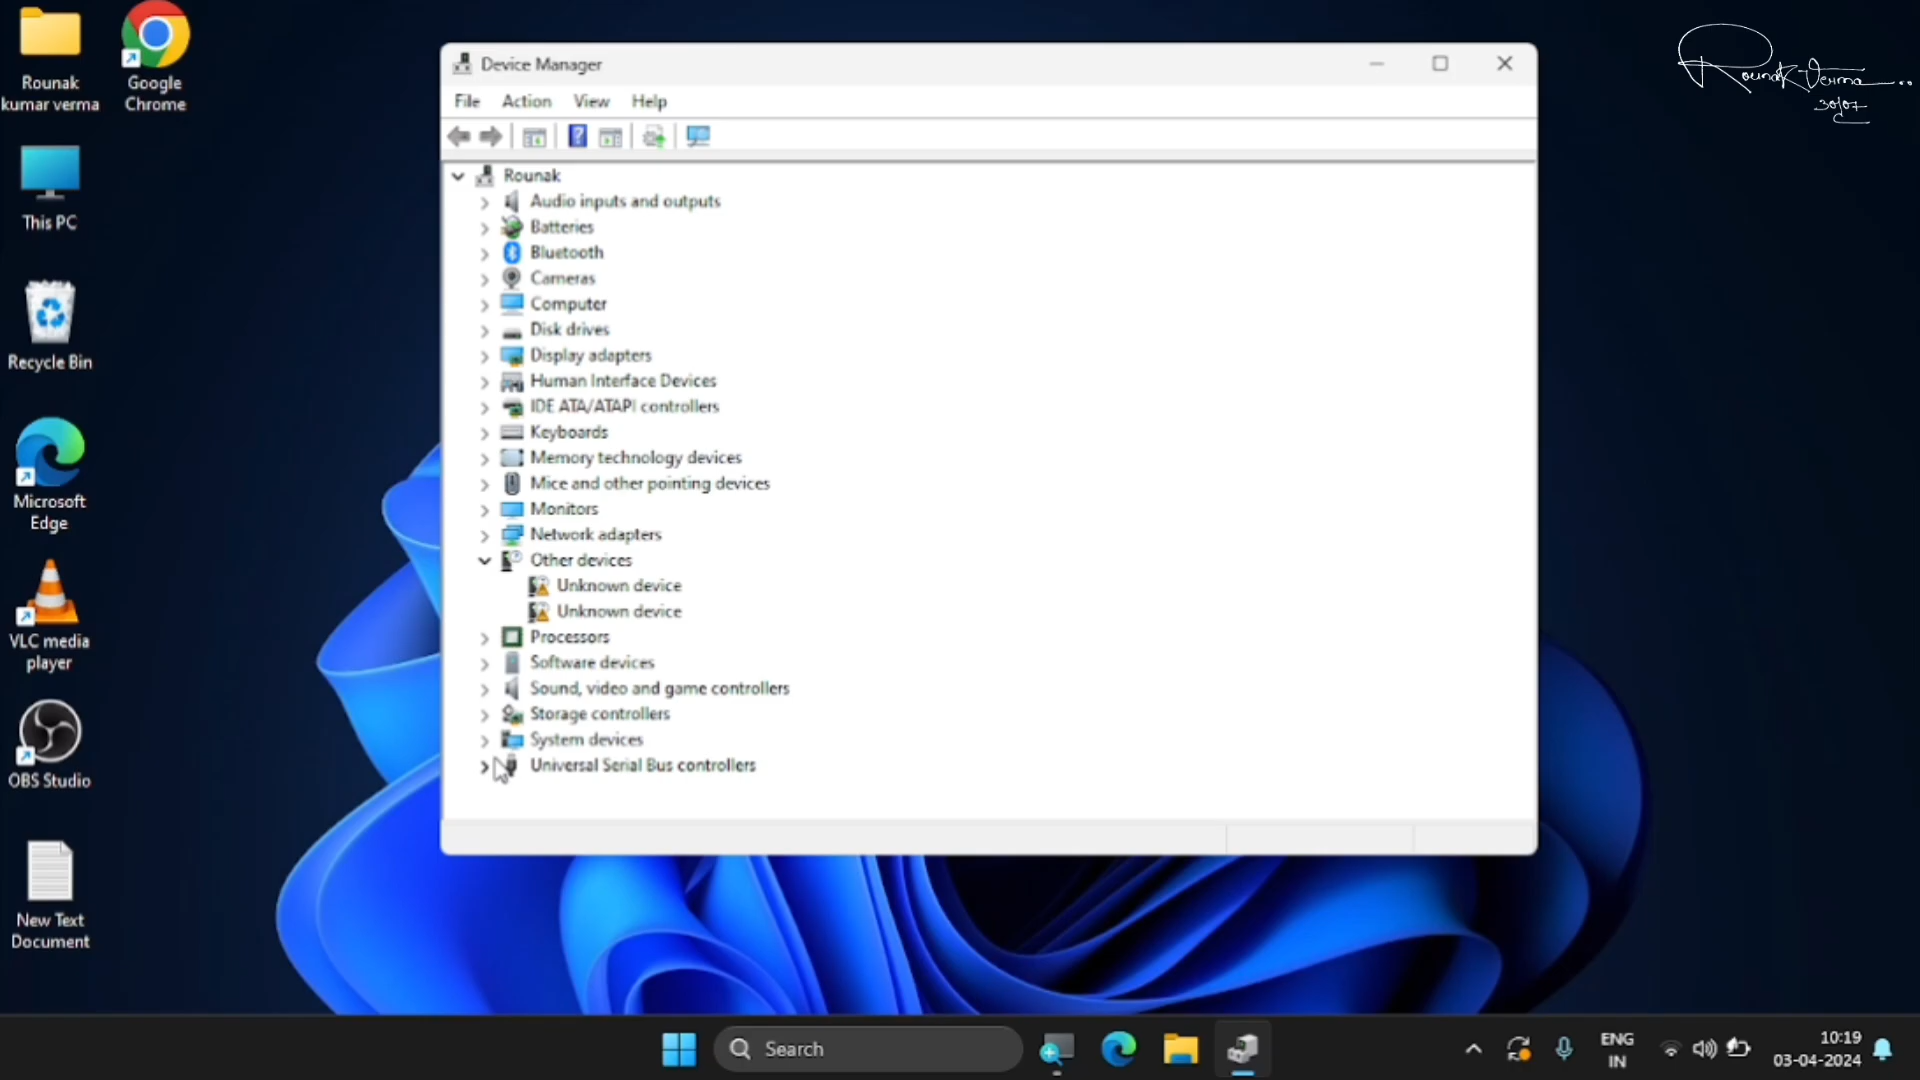 Rounak
kumar verma
Google
Chrome
This PC
Recycle Bin
Microsoft
Edge
VLC media
player
OBS Studio
New Text
Document
Device Manager
File Action View Help
Rounak
Audio inputs and outputs
Batteries
Bluetooth
Cameras
Computer
Disk drives
Display adapters
Human Interface Devices
IDE ATA/ATAPI controllers
Keyboards
Memory technology devices
Mice and other pointing devices
Monitors
Network adapters
Other devices
Unknown device
Unknown device
Processors
Software devices
Sound, video and game controllers
Storage controllers
System devices
Universal Serial Bus controllers
Rounak Verma
30/07
Search
ENG
IN
10:19
03-04-2024